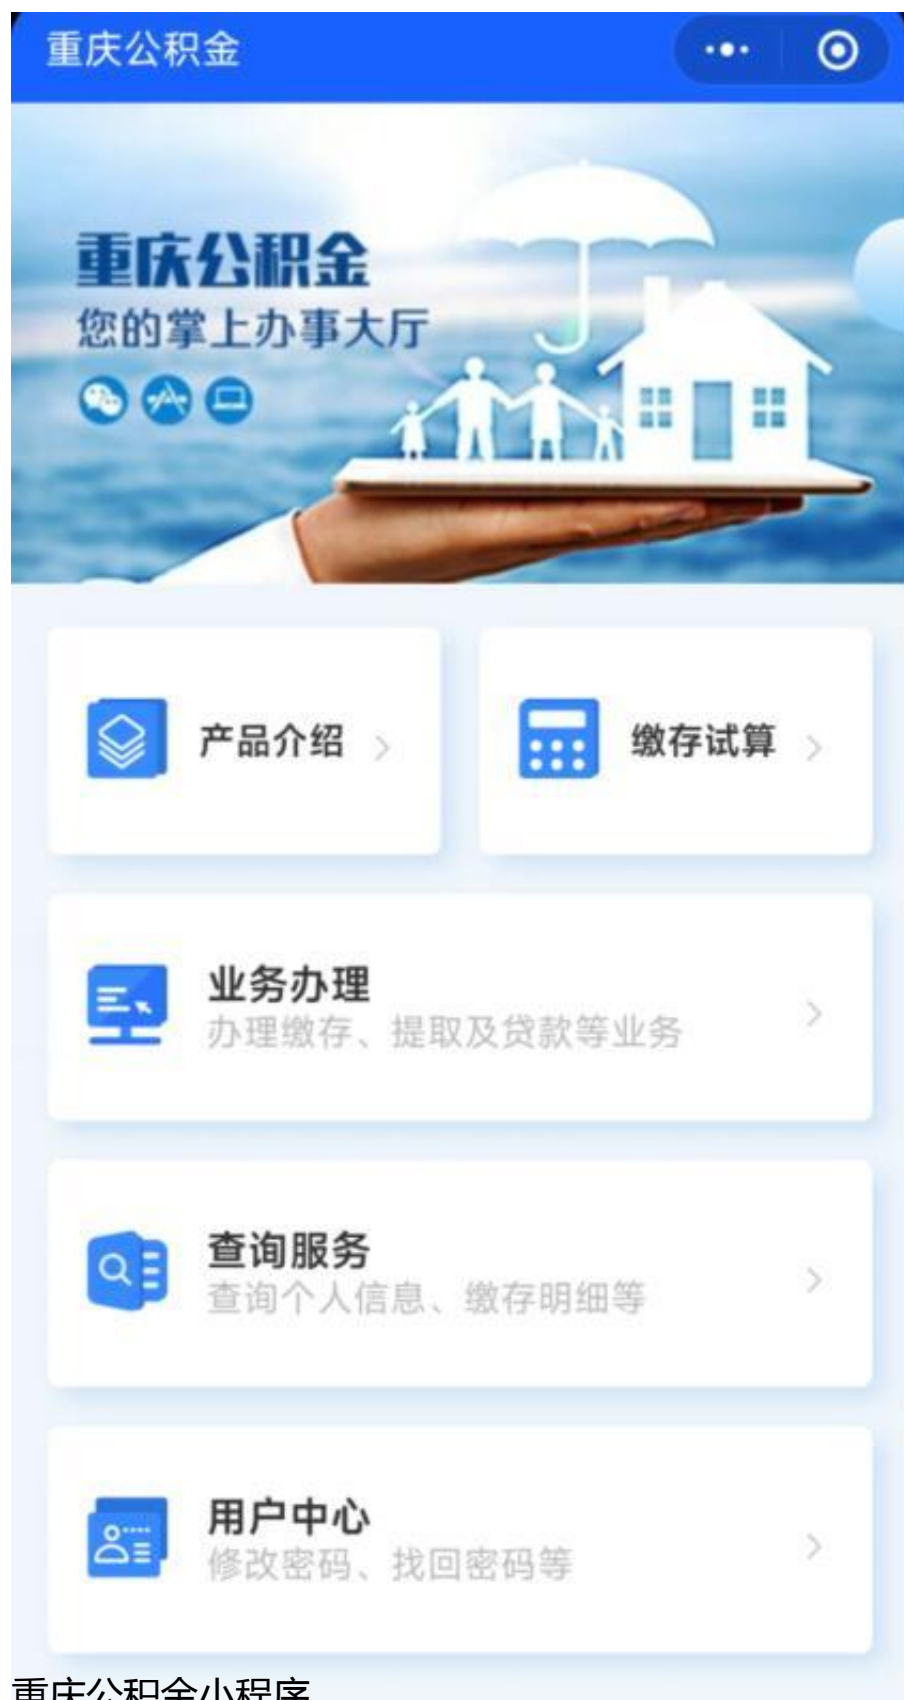 重庆公积金
重庆公积金
您的掌上办事大厅
产品介绍
缴存试算
业务办理
办理缴存、提取及贷款等业务
查询服务
查询个人信息、缴存明细等
用户中心
修改密码、找回密码等
重庆公积金小程序